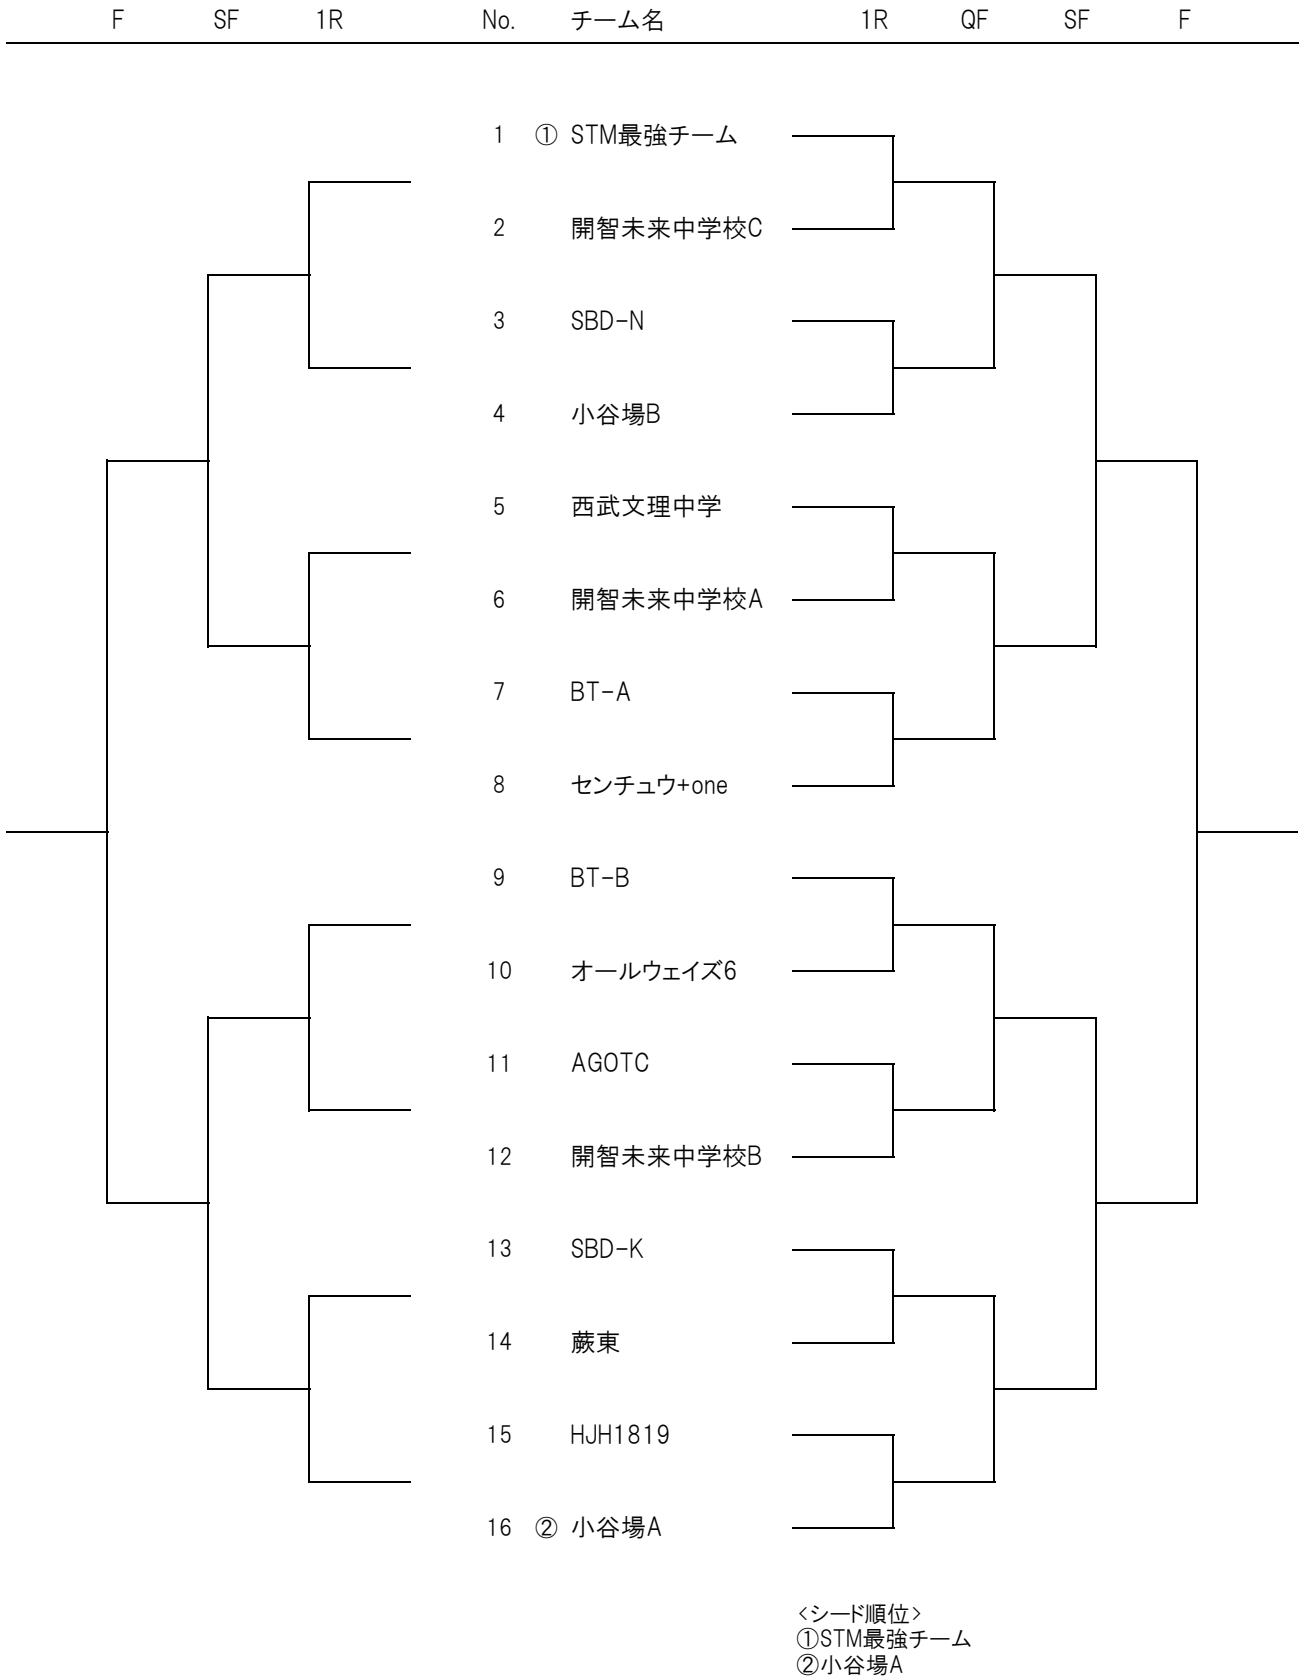 F SF 1R No. チーム名 1R QF SF F
1 ① STM最強チーム
2 開智未来中学校C
3 SBD-N
4 小谷場B
5 西武文理中学
6 開智未来中学校A
7 BT-A
8 センチュウ+one
9 BT-B
10 オールウェイズ6
11 AGOTC
12 開智未来中学校B
13 SBD-K
14 蕨東
15 HJH1819
16 ② 小谷場A
<シード順位>
①STM最強チーム
②小谷場A